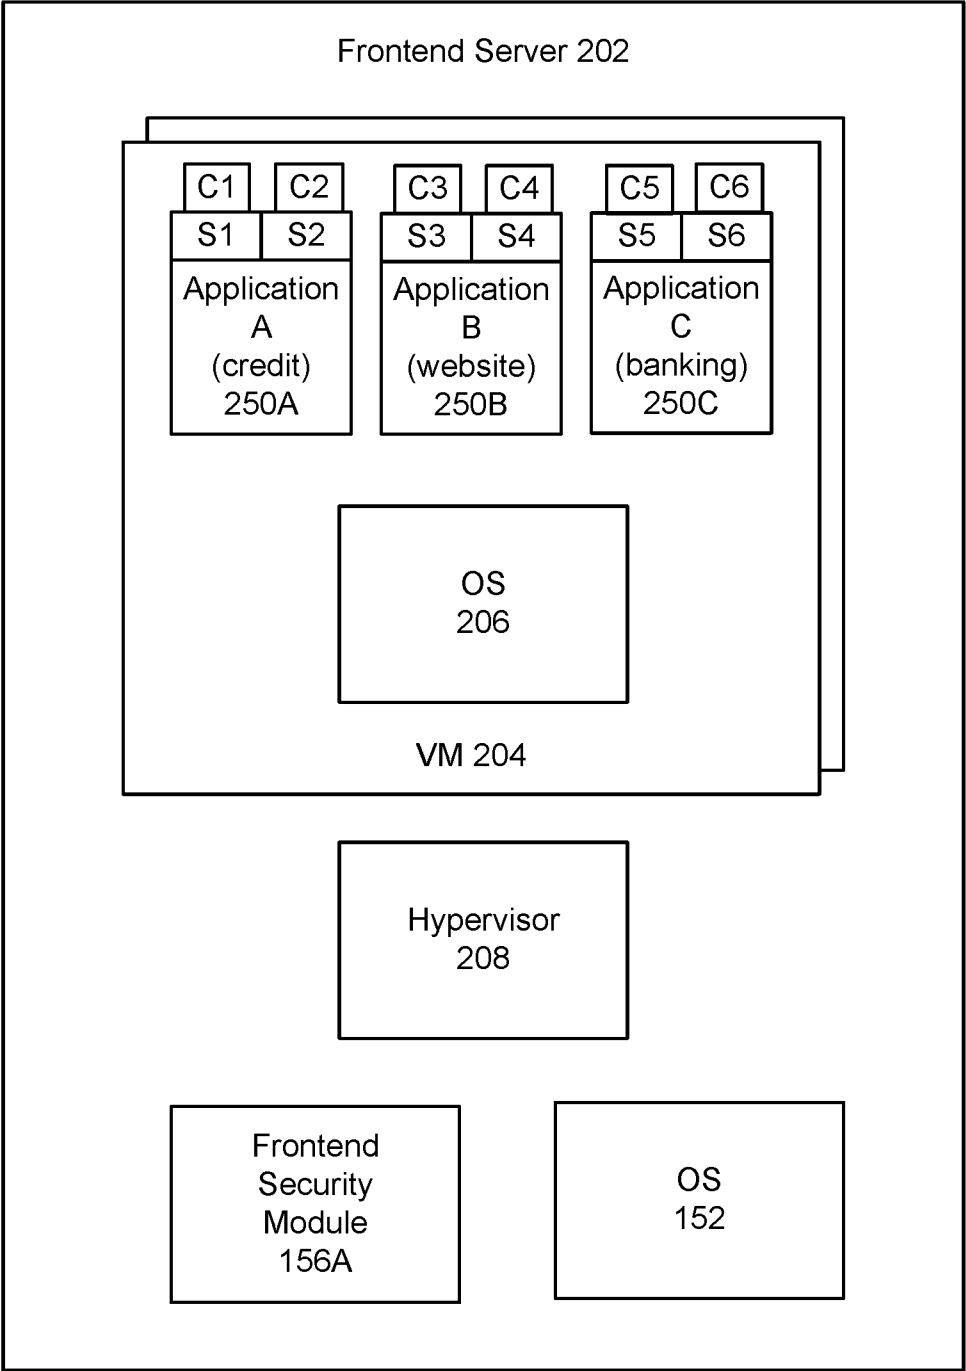 Frontend Server 202
C1 C2 C3 C4 C5 C6
S1 S2 S3 S4 S5 S6
Application
A
(credit)
250A
Application
B
(website)
250B
Application
C
(banking)
250C
OS
206
VM 204
Hypervisor
208
Frontend
Security
Module
156A
OS
152